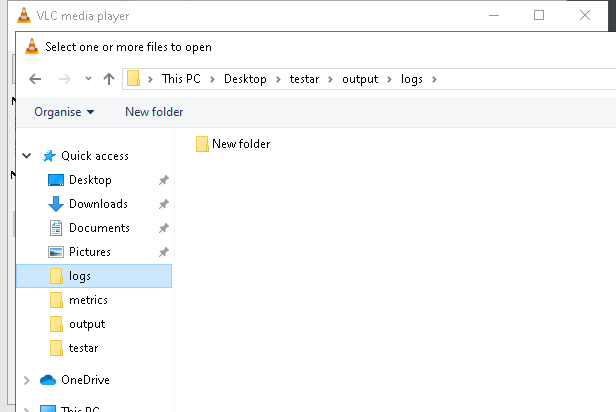 VLC media player
Select one or more files to open
This PC > Desktop > testar > output > logs >
Organise New folder
New folder
Quick access
Desktop
Downloads
Documents
Pictures
logs
metrics
output
testar
OneDrive
This PC